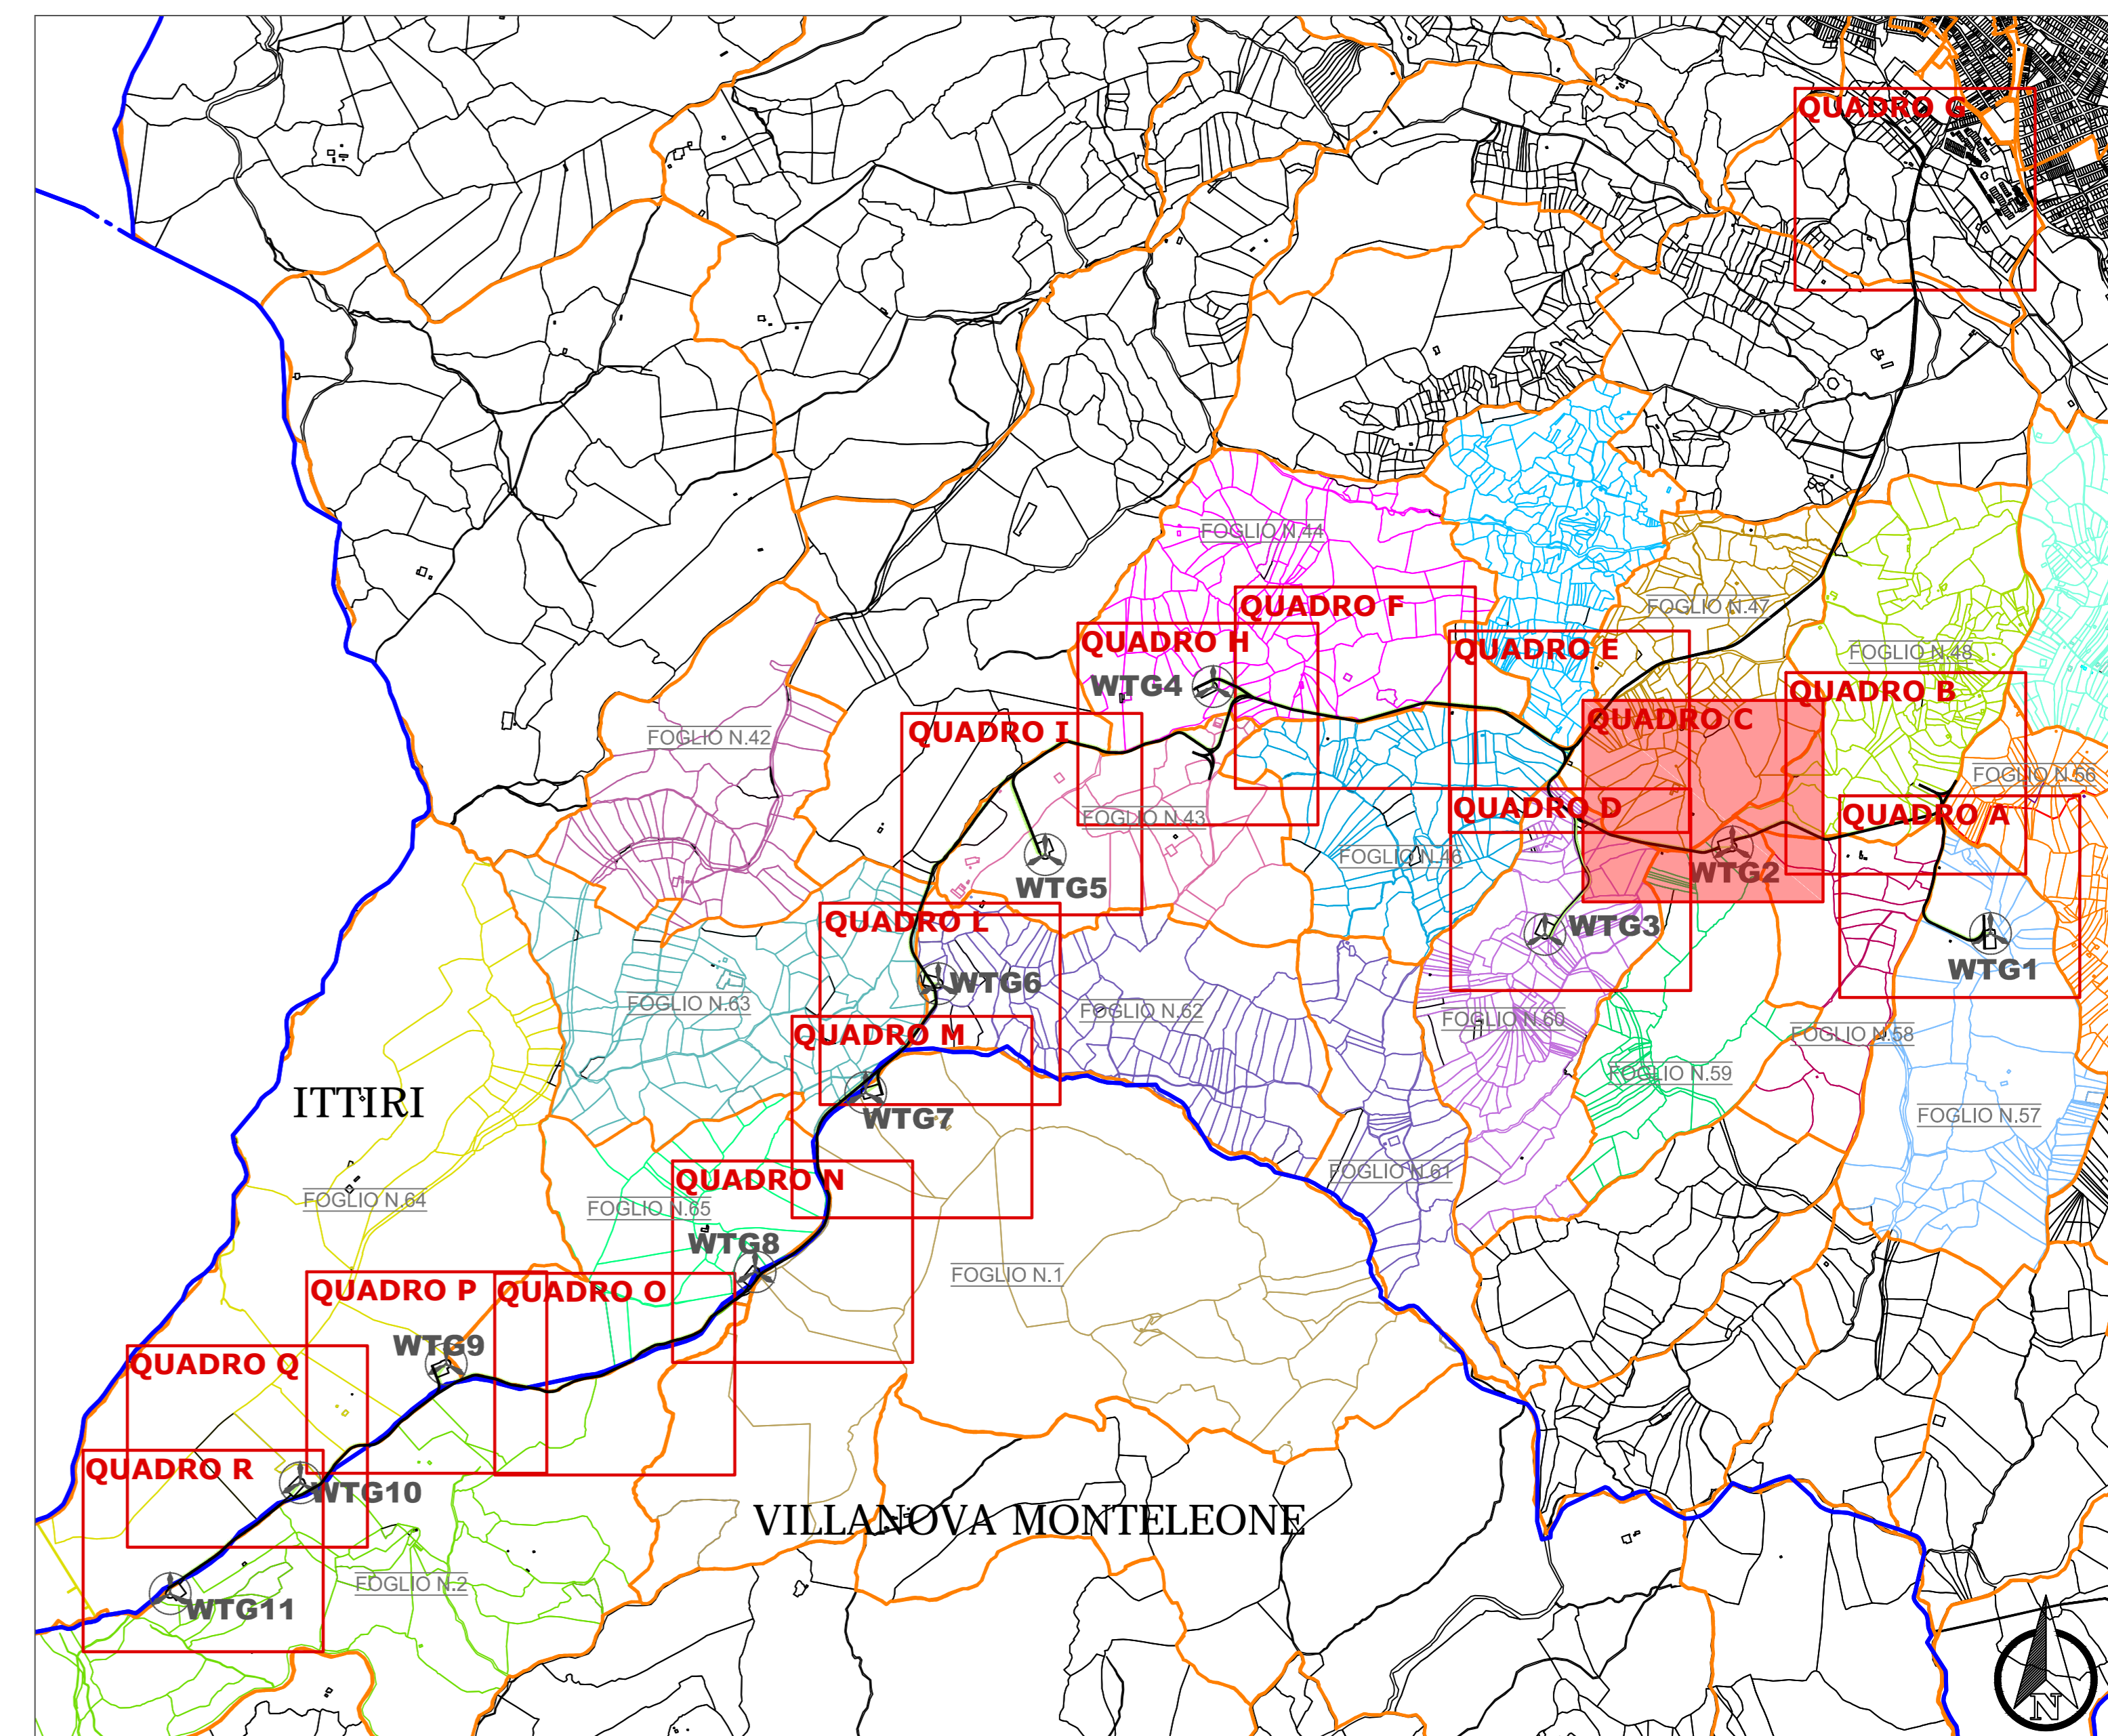 QUADRO G
FOGLIO N.44
QUADRO F
FOGLIO N.47
QUADRO H
QUADRO E
FOGLIO N.48
WTG4
QUADRO B
QUADRO C
QUADRO I
FOGLIO N.42
FOGLIO N.56
QUADRO D
QUADRO A
FOGLIO N.43
FOGLIO N.46
WTG5
WTG2
QUADRO L
WTG3
WTG1
WTG6
FOGLIO N.63
FOGLIO N.62
FOGLIO N.60
QUADRO M
FOGLIO N.58
FOGLIO N.59
ITTIRI
WTG7
FOGLIO N.57
FOGLIO N.61
QUADRO N
FOGLIO N.64
FOGLIO N.65
WTG8
FOGLIO N.1
QUADRO P
QUADRO O
WTG9
QUADRO Q
QUADRO R
WTG10
VILLANOVA MONTELEONE
FOGLIO N.2
WTG11
N